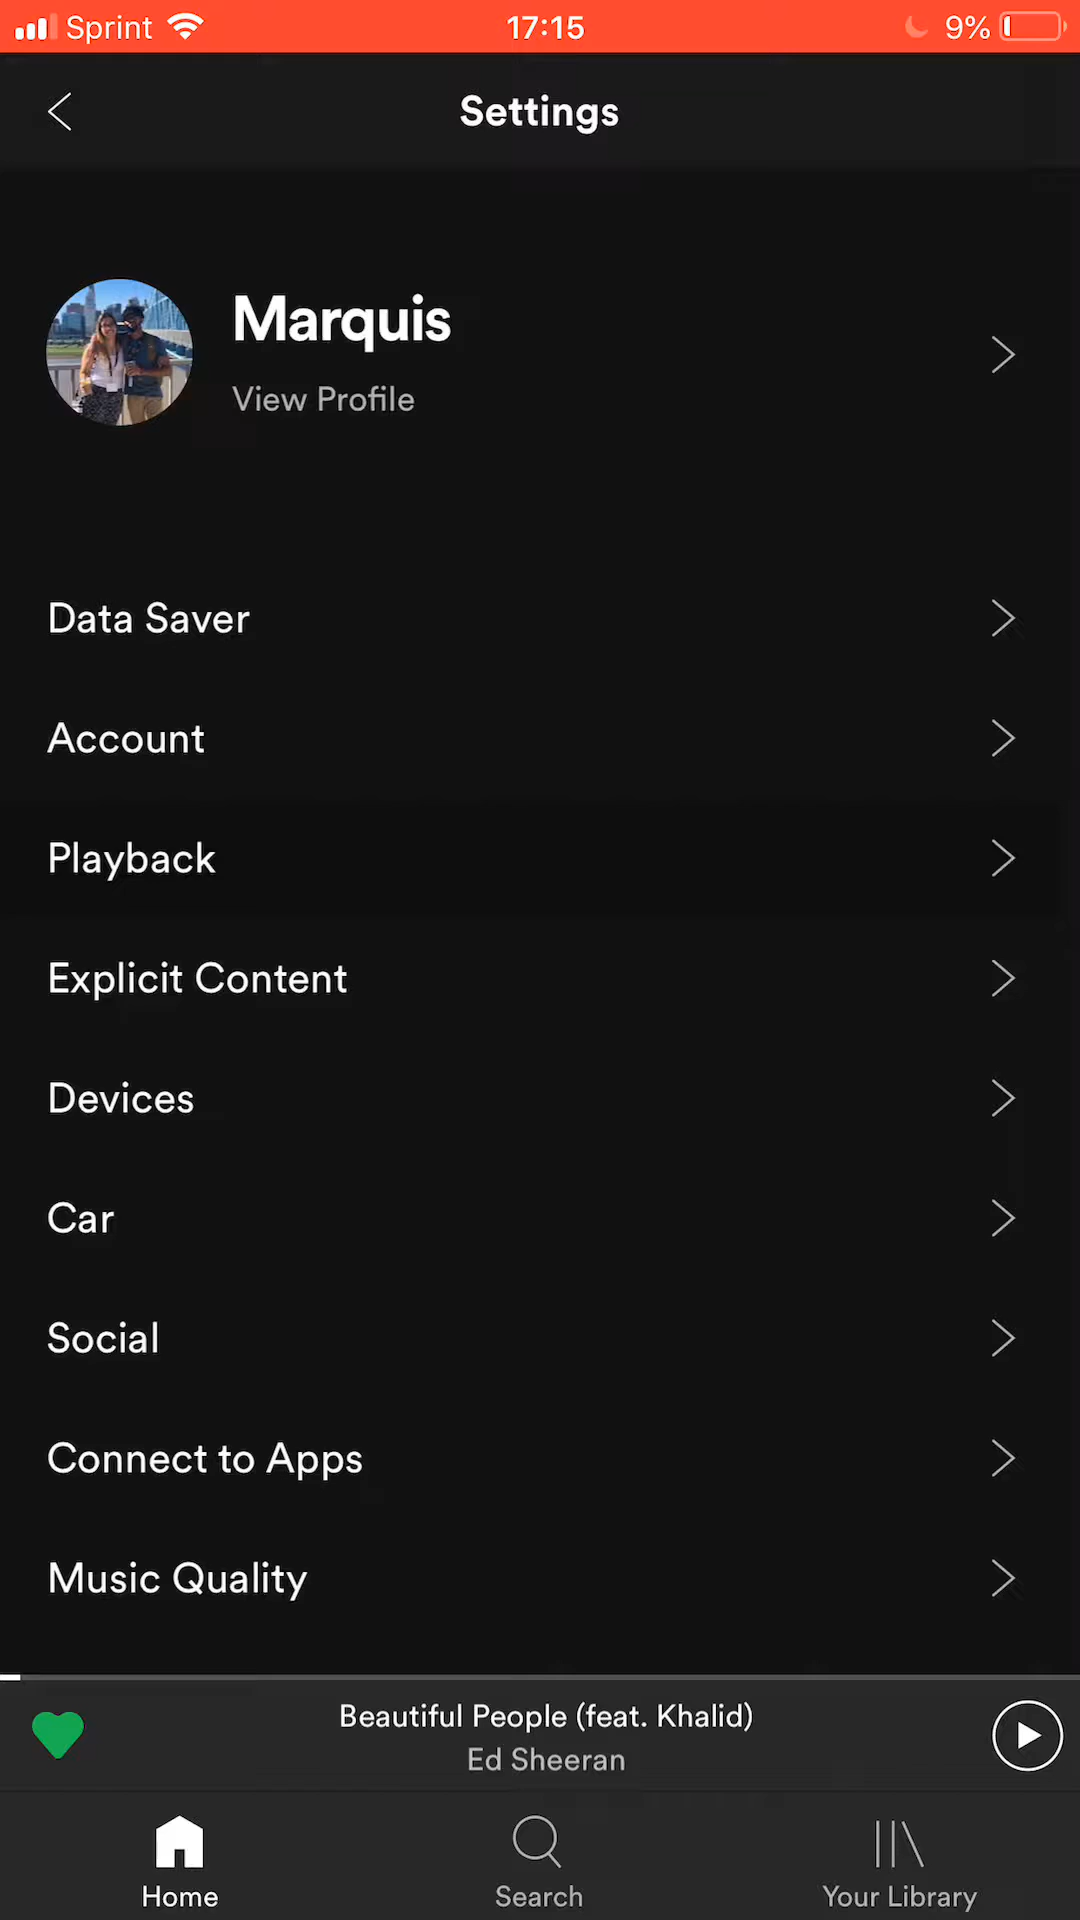 Sprint 17:15 9%
Settings
Marquis
View Profile
Data Saver
Account
Playback
Explicit Content
Devices
Car
Social
Connect to Apps
Music Quality
Beautiful People (feat. Khalid)
Ed Sheeran
Home Search Your Library